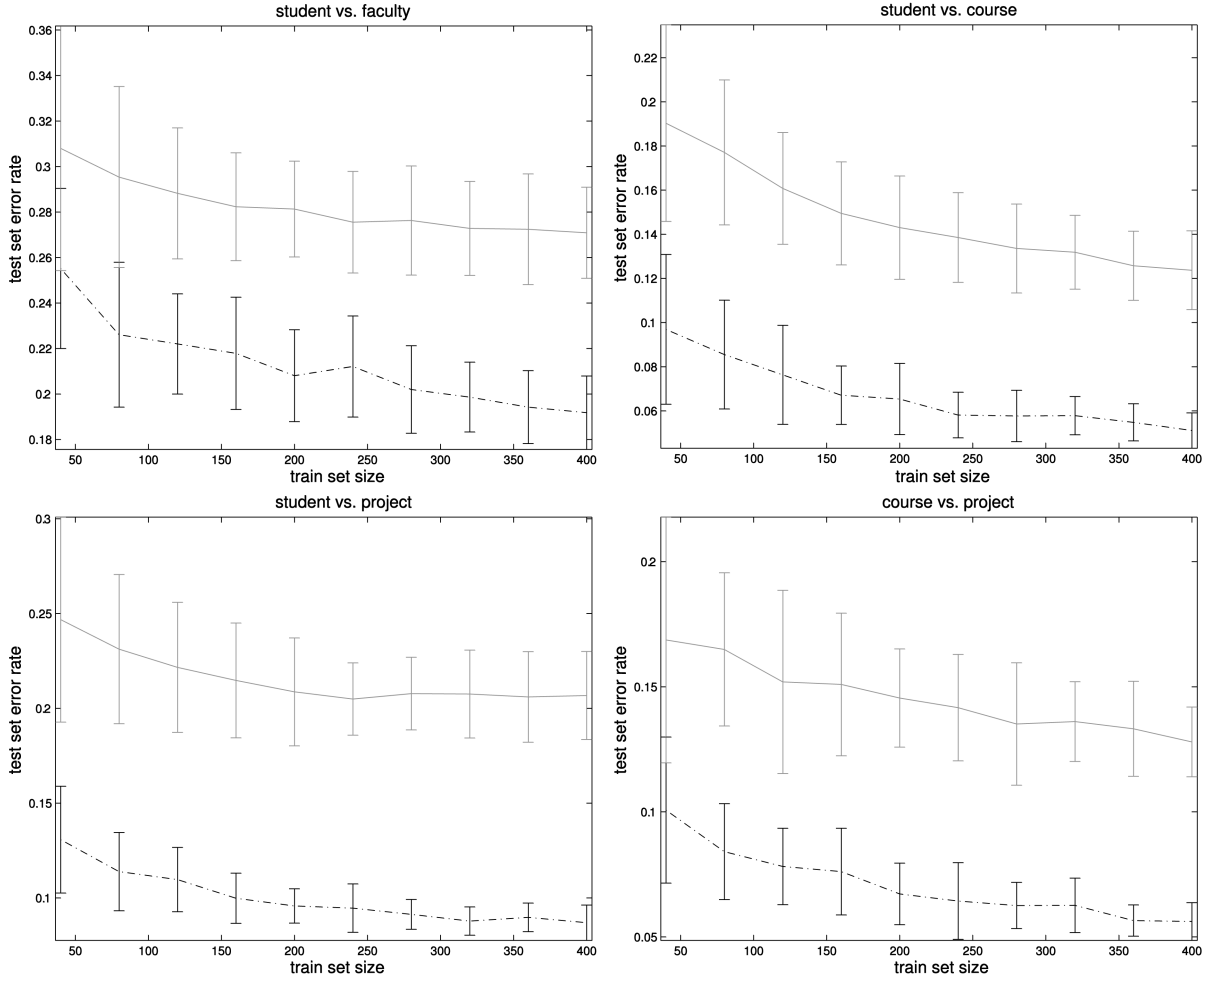 student vs. faculty
0.36
0.34
0.32
0.3
0.28
0.26
0.24
0.22
0.2
0.18
test set error rate
50 100 150 200 250 300 350 400
train set size
student vs. course
0.22
0.2
0.18
0.16
0.14
0.12
0.1
0.08
0.06
test set error rate
50 100 150 200 250 300 350 400
train set size
student vs. project
0.3
0.25
0.2
0.15
0.1
test set error rate
50 100 150 200 250 300 350 400
train set size
course vs. project
0.2
0.15
0.1
0.05
test set error rate
50 100 150 200 250 300 350 400
train set size